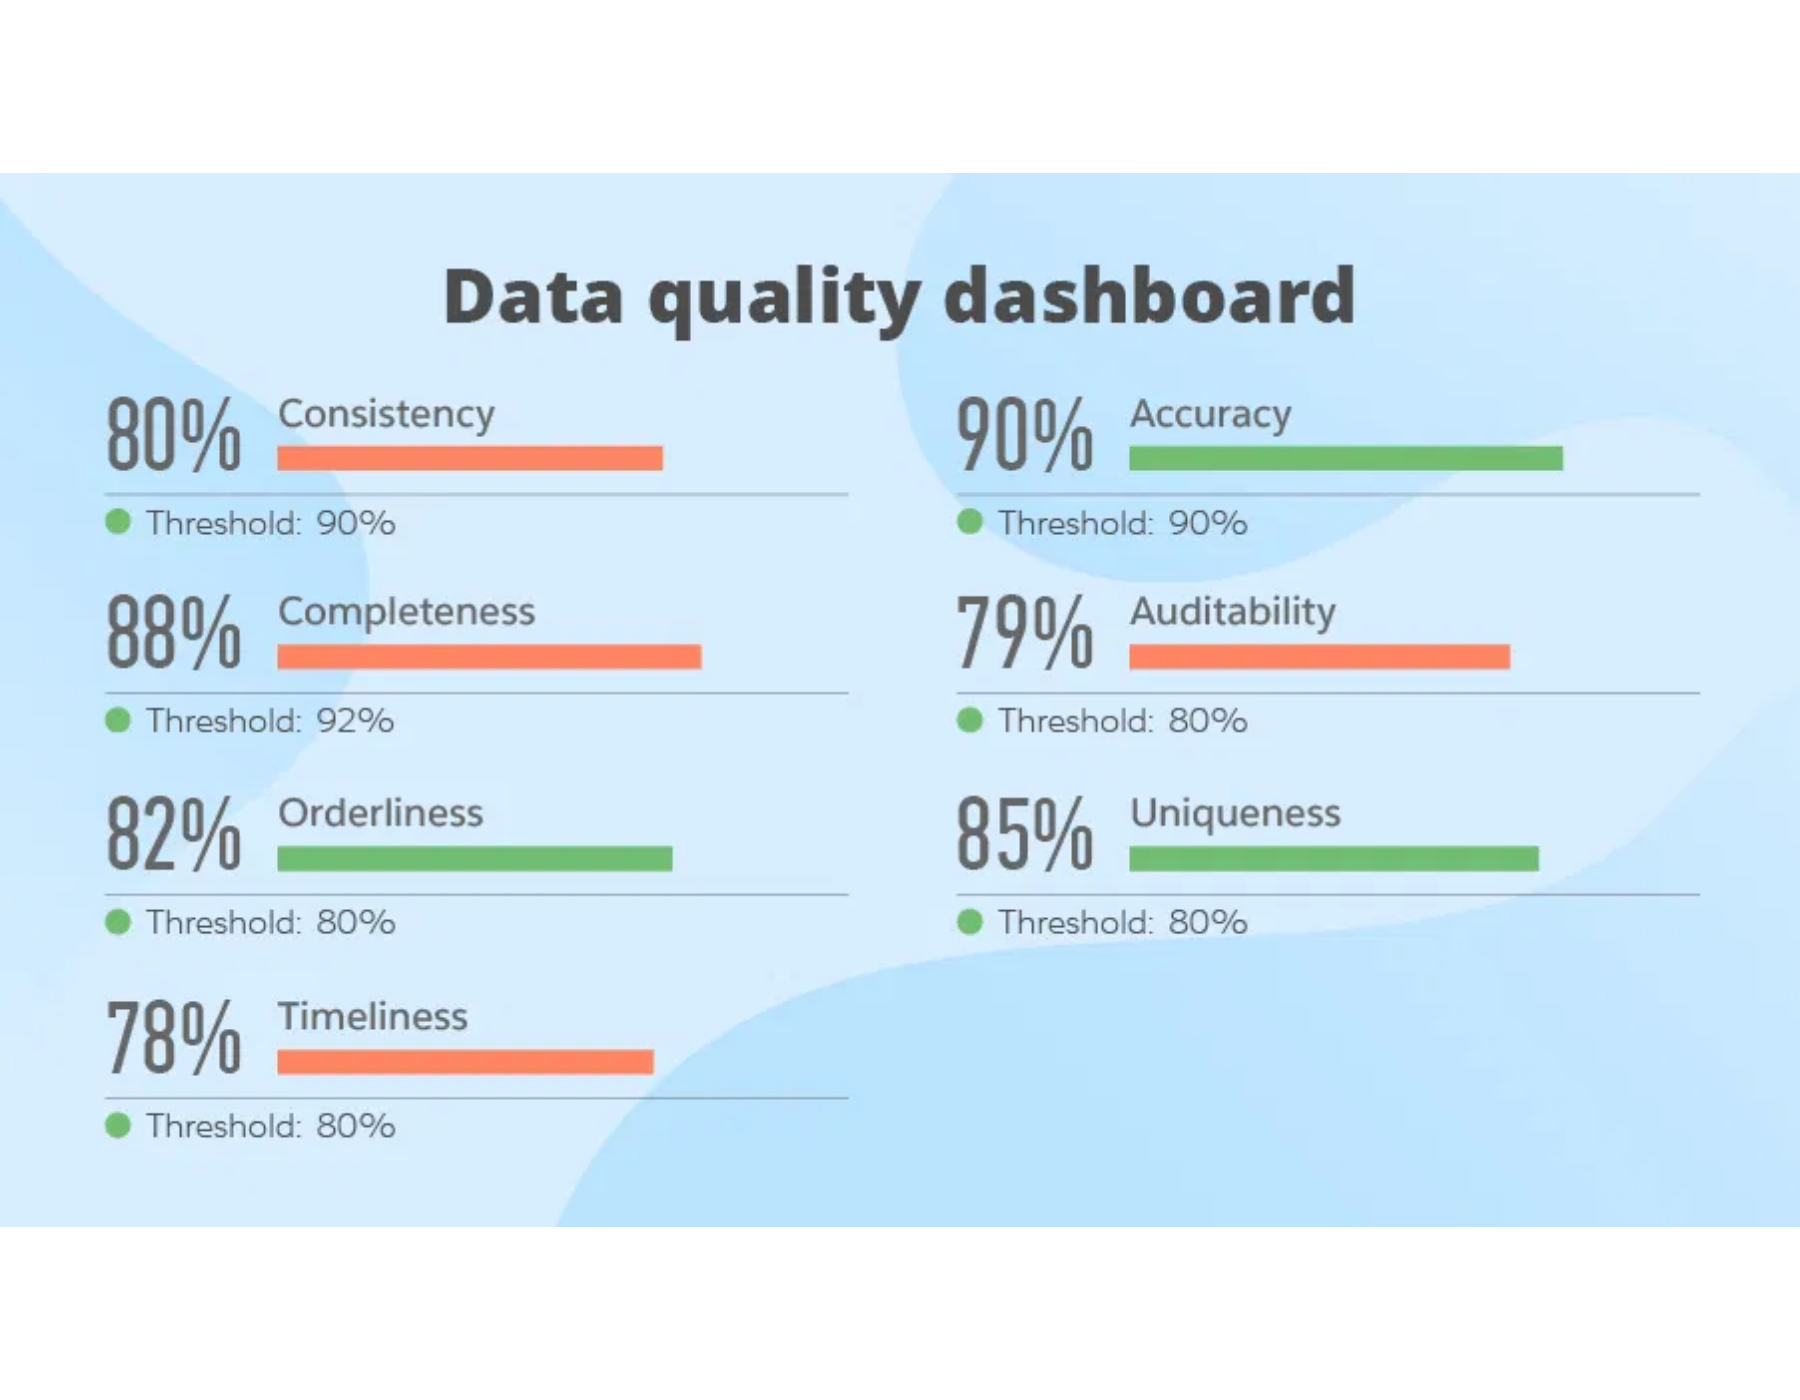 Data quality dashboard
80% Consistency
Threshold: 90%
88% Completeness
Threshold: 92%
82% Orderliness
Threshold: 80%
78% Timeliness
Threshold: 80%
90% Accuracy
Threshold: 90%
79% Auditability
Threshold: 80%
85% Uniqueness
Threshold: 80%